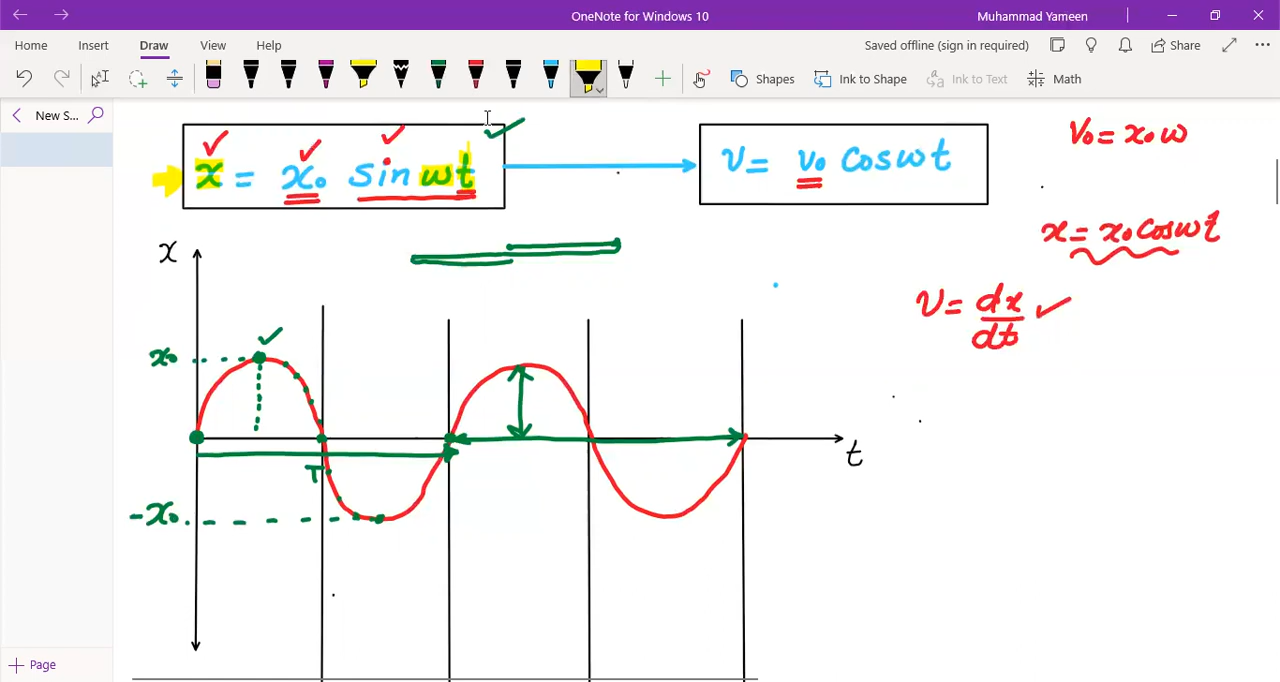 OneNote for Windows 10
Muhammad Yameen
Home Insert Draw View Help
Saved offline (sign in required) Share
Shapes Ink to Shape Ink to Text Math
New S...
x = x₀ sin ωt
v = v₀ cosωt
v₀ = x₀ω
x = x₀ cosωt
v = dx/dt
x
x₀
T
t
-x₀
Page